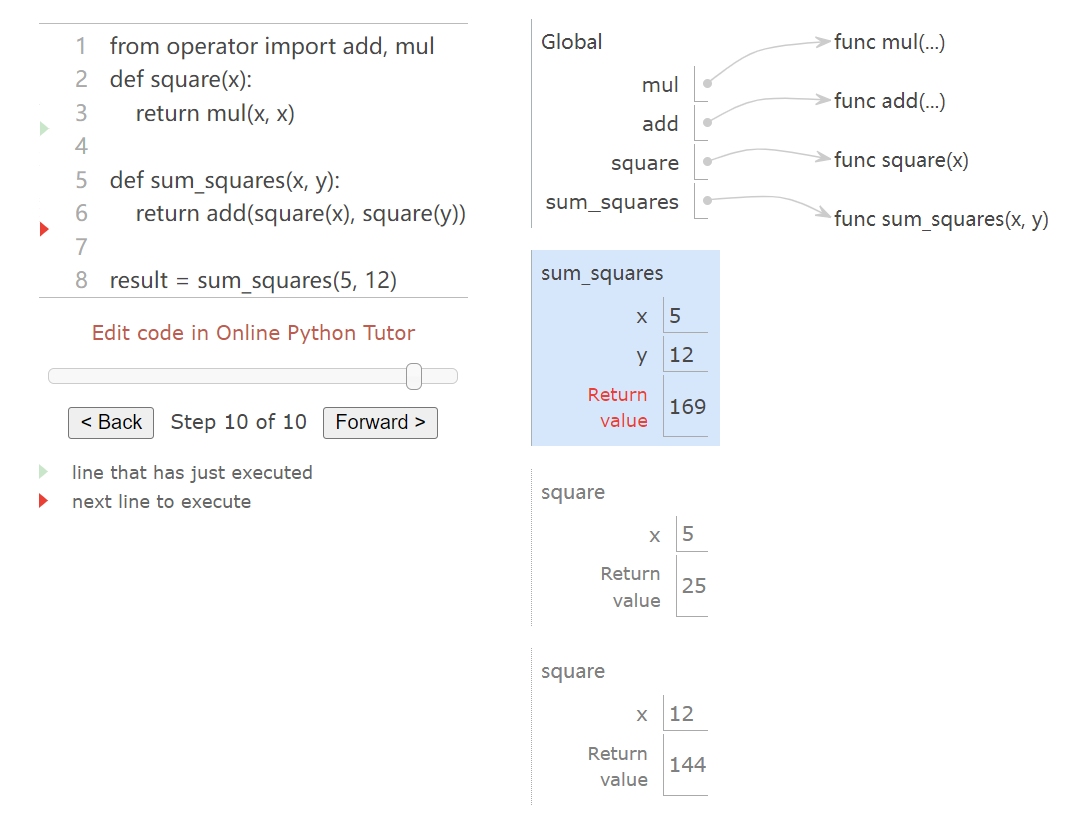 1 from operator import add, mul
2 def square(x):
3     return mul(x, x)
4
5 def sum_squares(x, y):
6     return add(square(x), square(y))
7
8 result = sum_squares(5, 12)
Edit code in Online Python Tutor
< Back Step 10 of 10 Forward >
line that has just executed
next line to execute
Global
mul
add
square
sum_squares
func mul(...)
func add(...)
func square(x)
func sum_squares(x, y)
sum_squares
x 5
y 12
Return
value 169
square
x 5
Return
value 25
square
x 12
Return
value 144